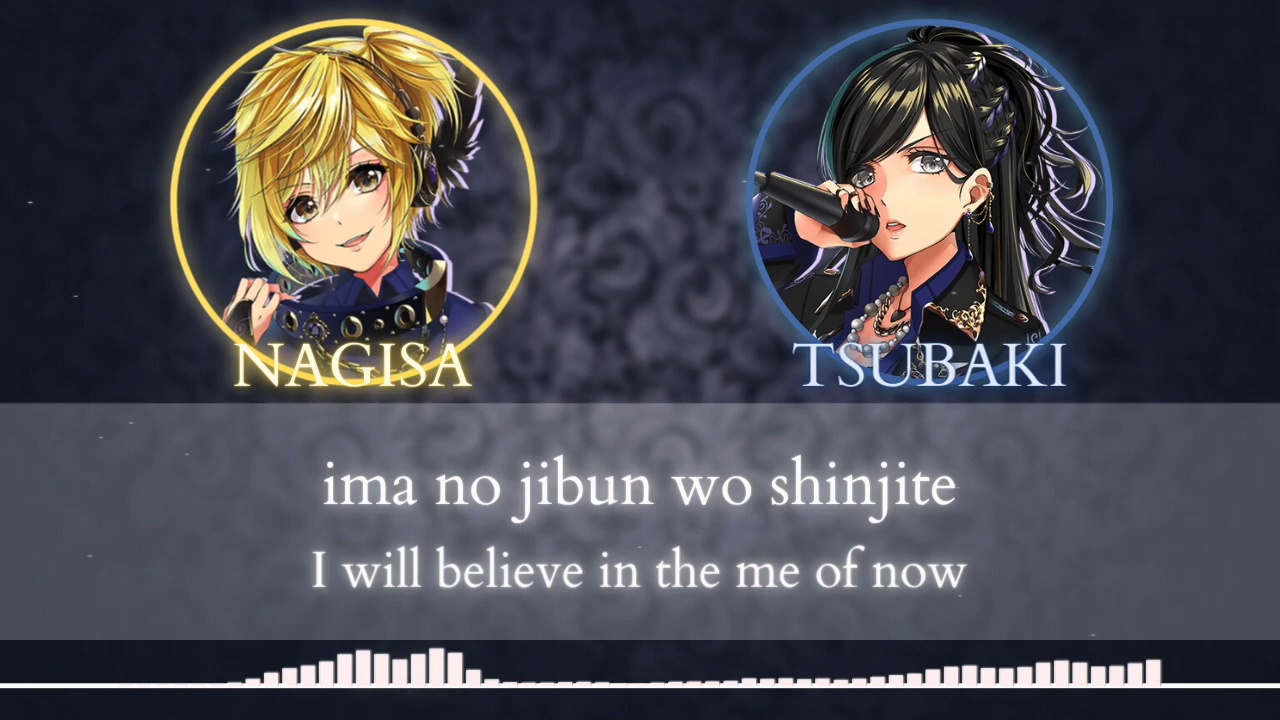 NAGISA
TSUBAKI
ima no jibun wo shinjite
I will believe in the me of now